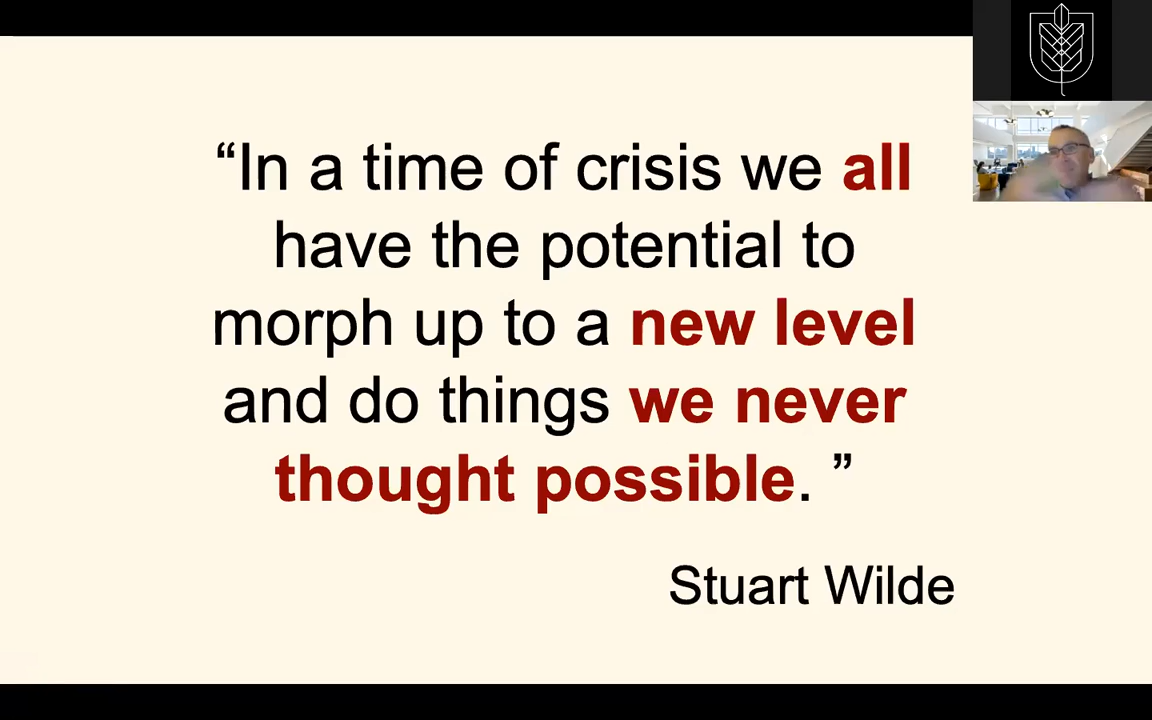 “In a time of crisis we all
have the potential to
morph up to a new level
and do things we never
thought possible. ”
Stuart Wilde